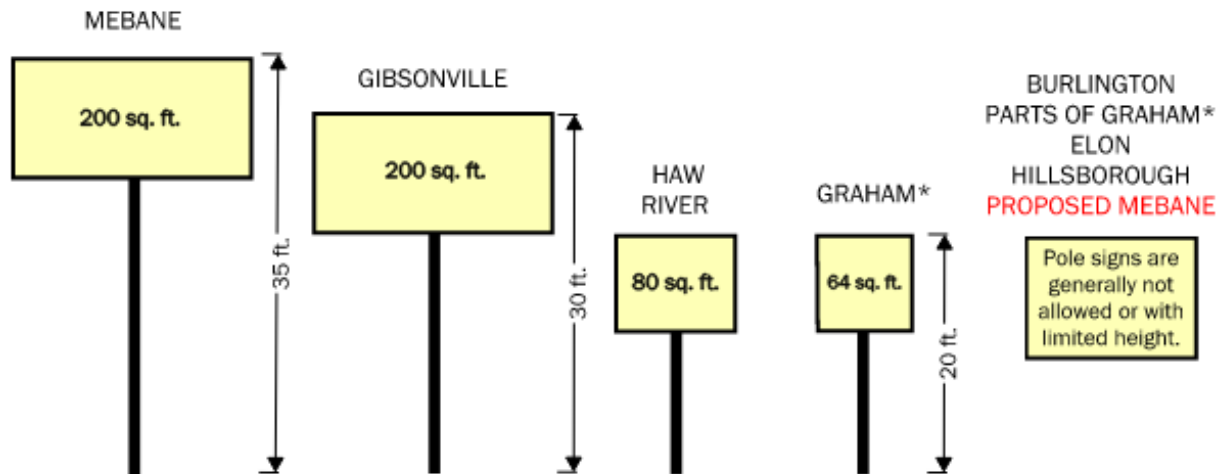 MEBANE
200 sq. ft.
35 ft.
GIBSONVILLE
200 sq. ft.
30 ft.
HAW
RIVER
80 sq. ft.
GRAHAM*
64 sq. ft.
20 ft.
BURLINGTON
PARTS OF GRAHAM*
ELON
HILLSBOROUGH
PROPOSED MEBANE
Pole signs are
generally not
allowed or with
limited height.